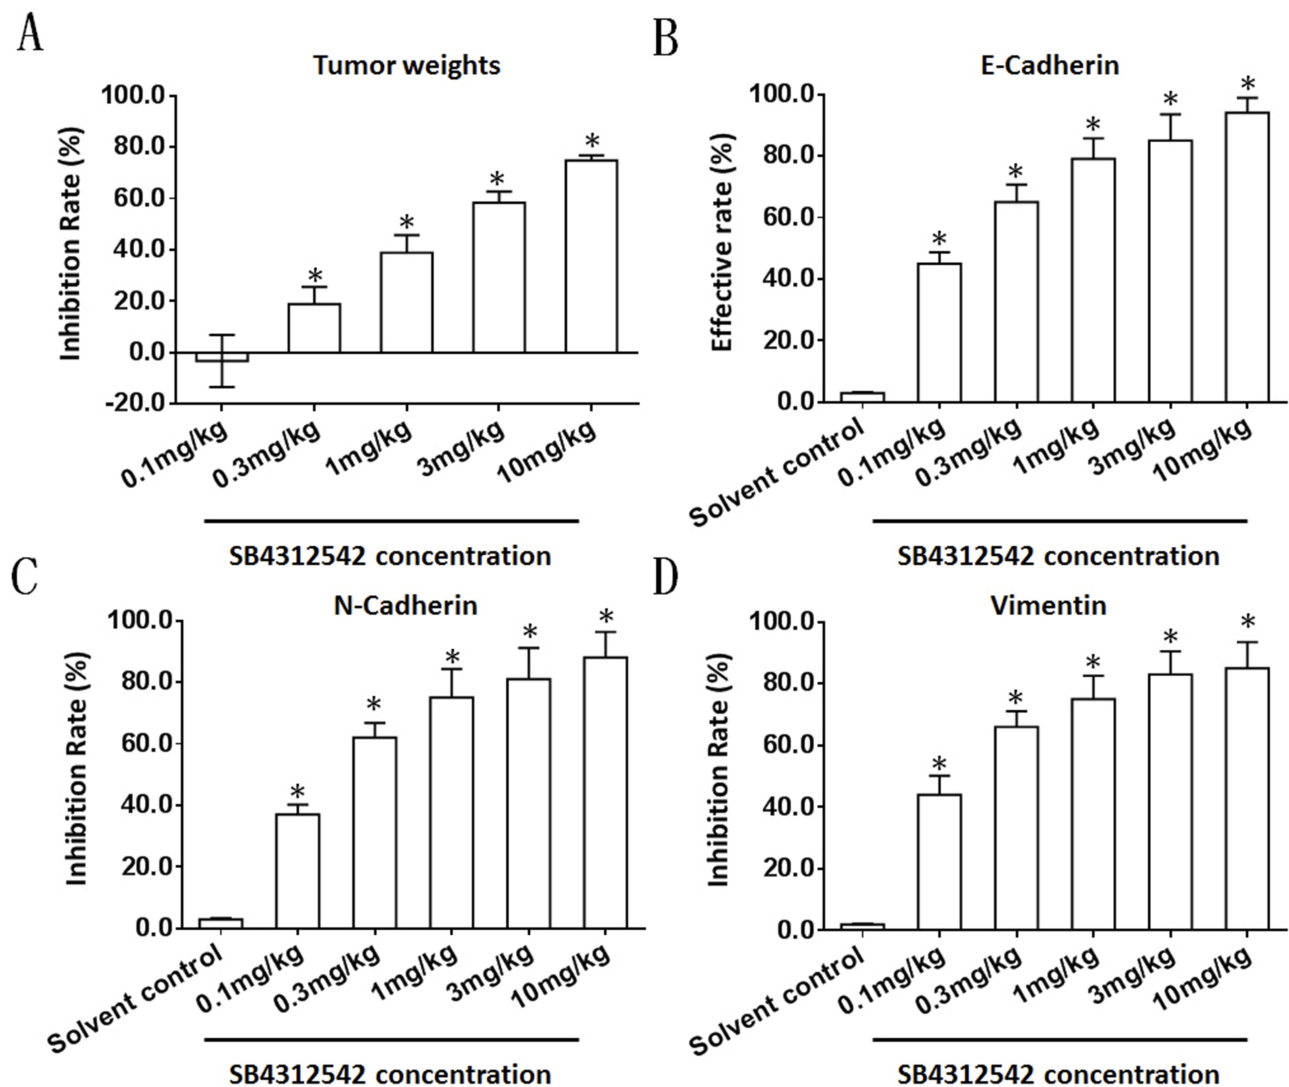 A
Tumor weights
Inhibition Rate (%)
100.0
80.0
60.0
40.0
20.0
0.0
-20.0
*
*
*
*
0.1mg/kg
0.3mg/kg
1mg/kg
3mg/kg
10mg/kg
SB4312542 concentration
B
E-Cadherin
Effective rate (%)
100.0
80.0
60.0
40.0
20.0
0.0
*
*
*
*
*
Solvent control
0.1mg/kg
0.3mg/kg
1mg/kg
3mg/kg
10mg/kg
SB4312542 concentration
C
N-Cadherin
Inhibition Rate (%)
100.0
80.0
60.0
40.0
20.0
0.0
*
*
*
*
*
Solvent control
0.1mg/kg
0.3mg/kg
1mg/kg
3mg/kg
10mg/kg
SB4312542 concentration
D
Vimentin
Inhibition Rate (%)
100.0
80.0
60.0
40.0
20.0
0.0
*
*
*
*
*
Solvent control
0.1mg/kg
0.3mg/kg
1mg/kg
3mg/kg
10mg/kg
SB4312542 concentration